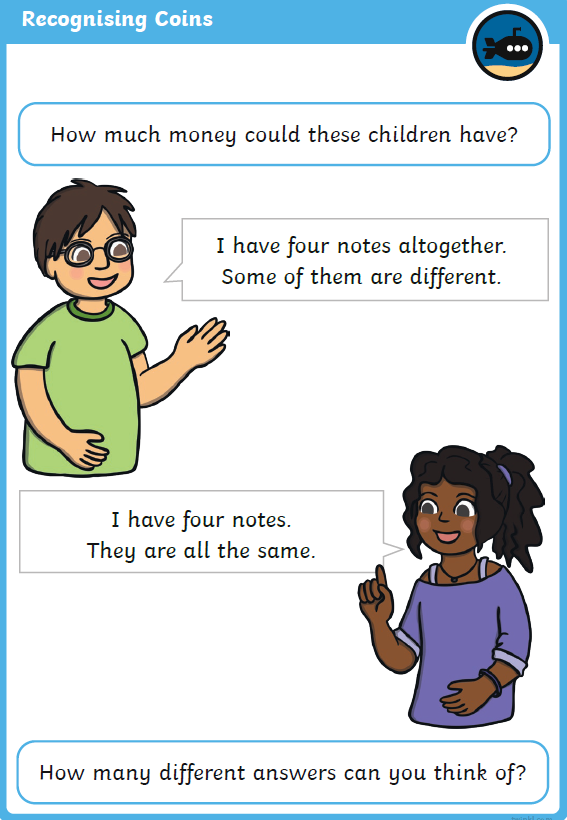 Recognising Coins
How much money could these children have?
I have four notes altogether.
Some of them are different.
I have four notes.
They are all the same.
How many different answers can you think of?